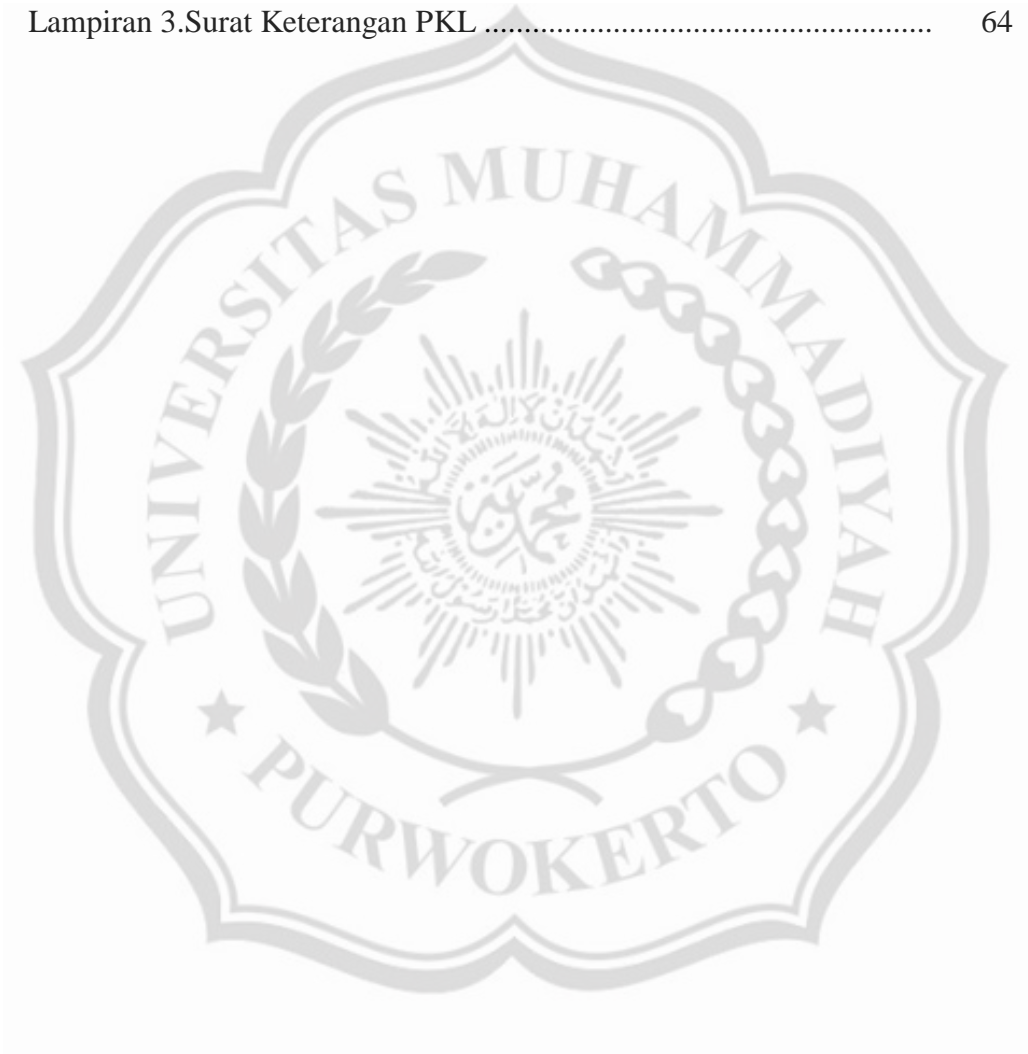 Lampiran 3.Surat Keterangan PKL ........................................................ 64
UNIVERSITAS MUHAMMADIYAH
PURWOKERTO